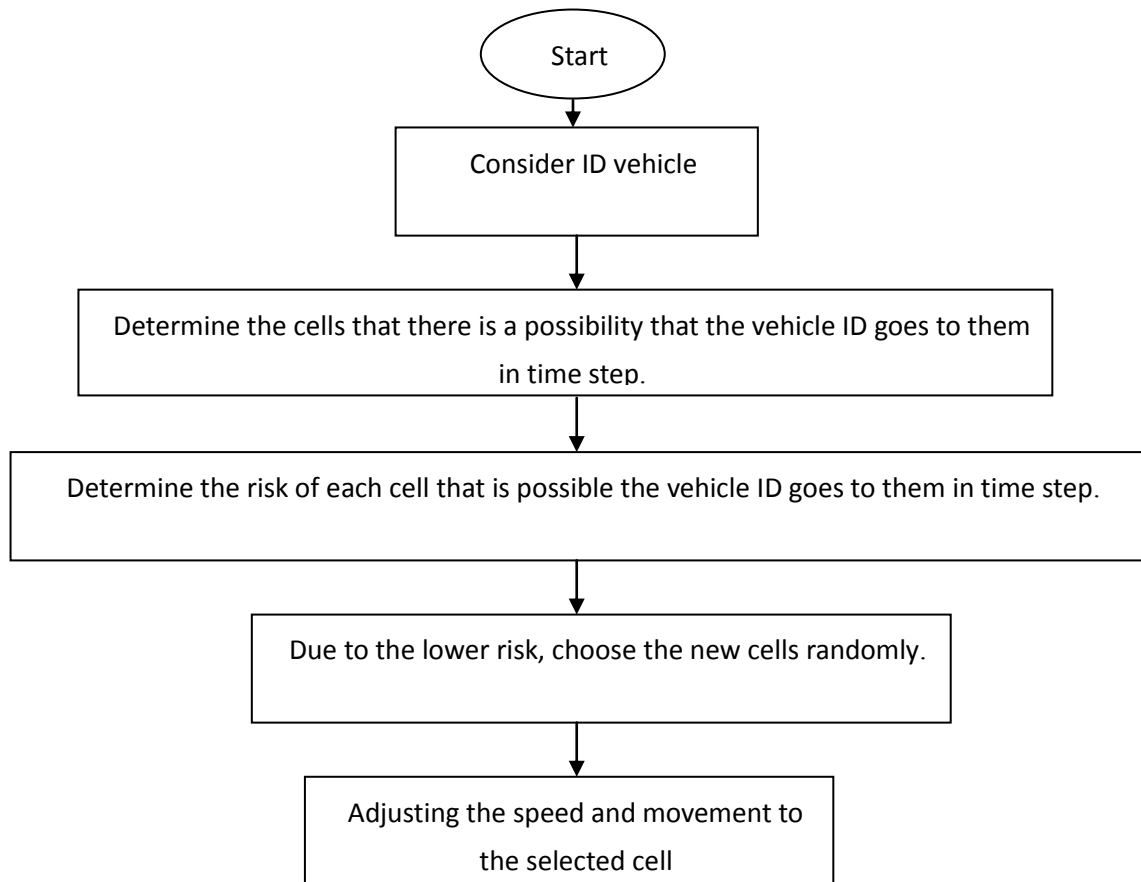 Start
Consider ID vehicle
Determine the cells that there is a possibility that the vehicle ID goes to them
in time step.
Determine the risk of each cell that is possible the vehicle ID goes to them in time step.
Due to the lower risk, choose the new cells randomly.
Adjusting the speed and movement to
the selected cell